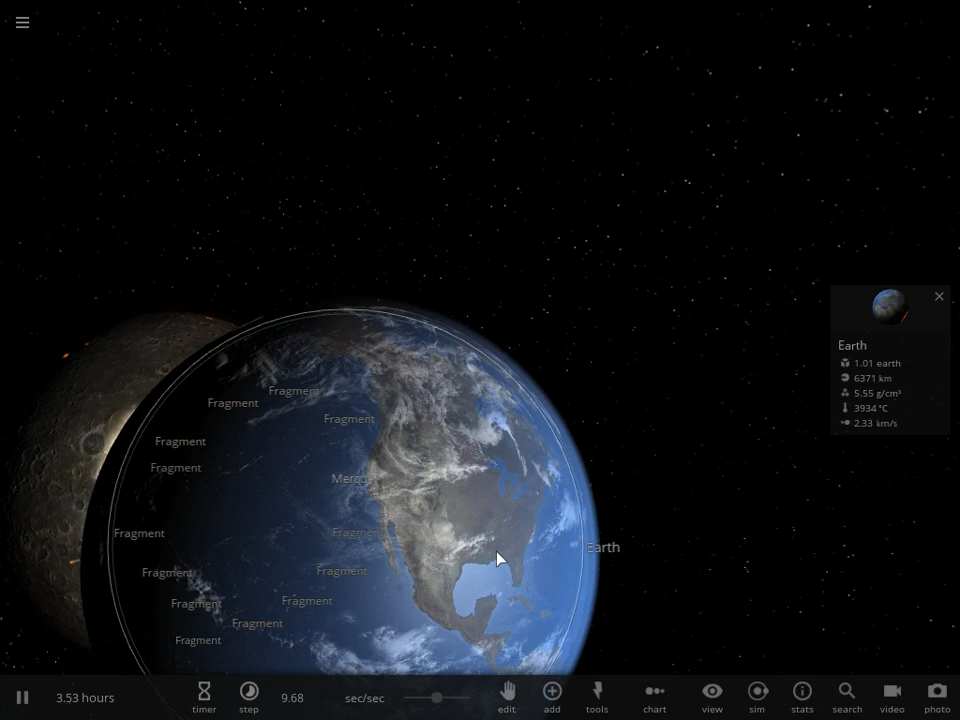 Fragment
Fragment
Fragment
Fragment
Fragment
Mercu
Fragment
Fragment
Earth
Fragment
Fragment
Fragment
Fragment
Fragment
Fragment
Earth
1.01 earth
6371 km
5.55 g/cm³
3934 °C
2.33 km/s
3.53 hours
timer
step
9.68
sec/sec
edit
add
tools
chart
view
sim
stats
search
video
photo